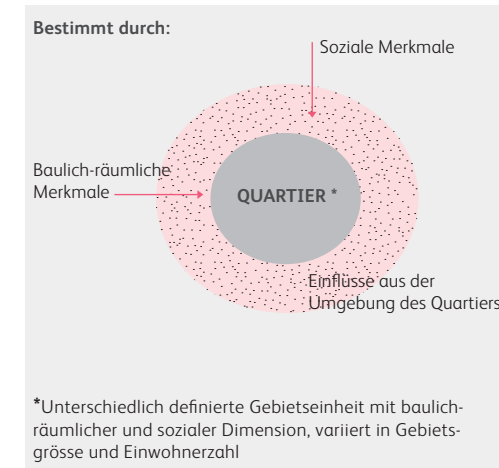 Bestimmt durch:
Soziale Merkmale
Baulich-räumliche
Merkmale
QUARTIER *
Einflüsse aus der
Umgebung des Quartiers
*Unterschiedlich definierte Gebietseinheit mit baulich-
räumlicher und sozialer Dimension, variiert in Gebiets-
grösse und Einwohnerzahl